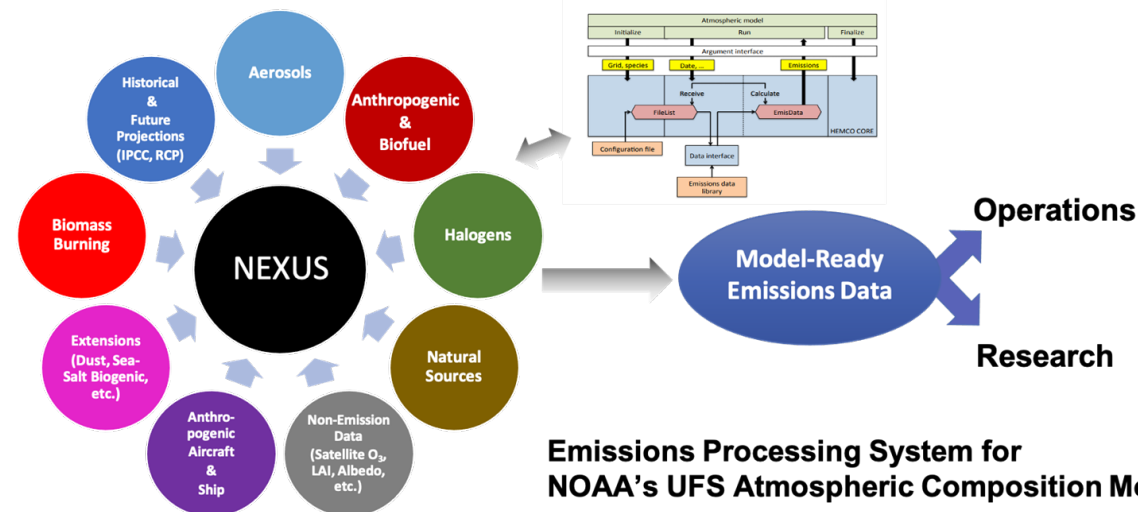 Aerosols
Historical
&
Future
Projections
(IPCC, RCP)
Anthropogenic
&
Biofuel
Biomass
Burning
NEXUS
Halogens
Extensions
(Dust, Sea-
Salt Biogenic,
etc.)
Natural
Sources
Anthro-
pogenic
Aircraft
&
Ship
Non-Emission
Data
(Satellite O₃,
LAI, Albedo,
etc.)
Atmospheric model
Initialize
Run
Finalize
Argument interface
Grid, species
Date, ...
Emissions
Receive
Calculate
FileList
EmisData
HEMCO CORE
Configuration file
Data interface
Emissions data
library
Model-Ready
Emissions Data
Operations
Research
Emissions Processing System for
NOAA's UFS Atmospheric Composition